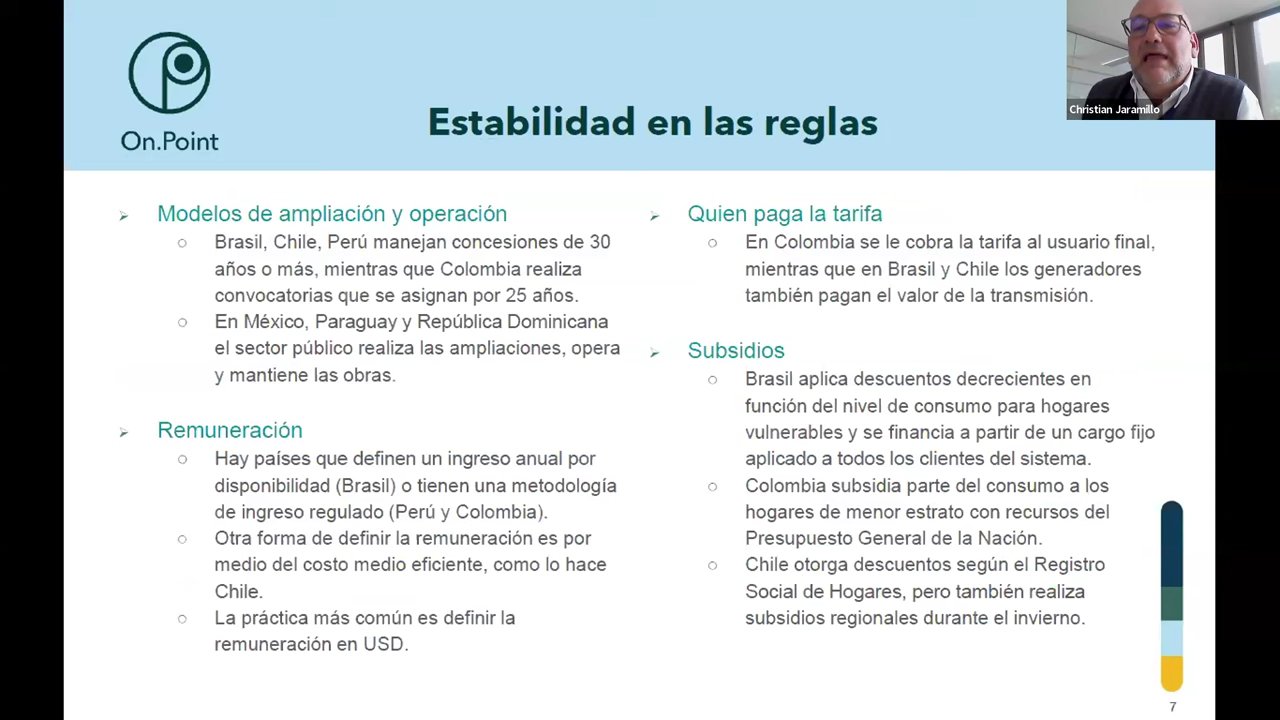 On.Point
Estabilidad en las reglas
Christian Jaramillo
➢ Modelos de ampliación y operación
○ Brasil, Chile, Perú manejan concesiones de 30
años o más, mientras que Colombia realiza
convocatorias que se asignan por 25 años.
○ En México, Paraguay y República Dominicana
el sector público realiza las ampliaciones, opera
y mantiene las obras.
➢ Remuneración
○ Hay países que definen un ingreso anual por
disponibilidad (Brasil) o tienen una metodología
de ingreso regulado (Perú y Colombia).
○ Otra forma de definir la remuneración es por
medio del costo medio eficiente, como lo hace
Chile.
○ La práctica más común es definir la
remuneración en USD.
➢ Quien paga la tarifa
○ En Colombia se le cobra la tarifa al usuario final,
mientras que en Brasil y Chile los generadores
también pagan el valor de la transmisión.
➢ Subsidios
○ Brasil aplica descuentos decrecientes en
función del nivel de consumo para hogares
vulnerables y se financia a partir de un cargo fijo
aplicado a todos los clientes del sistema.
○ Colombia subsidia parte del consumo a los
hogares de menor estrato con recursos del
Presupuesto General de la Nación.
○ Chile otorga descuentos según el Registro
Social de Hogares, pero también realiza
subsidios regionales durante el invierno.
7